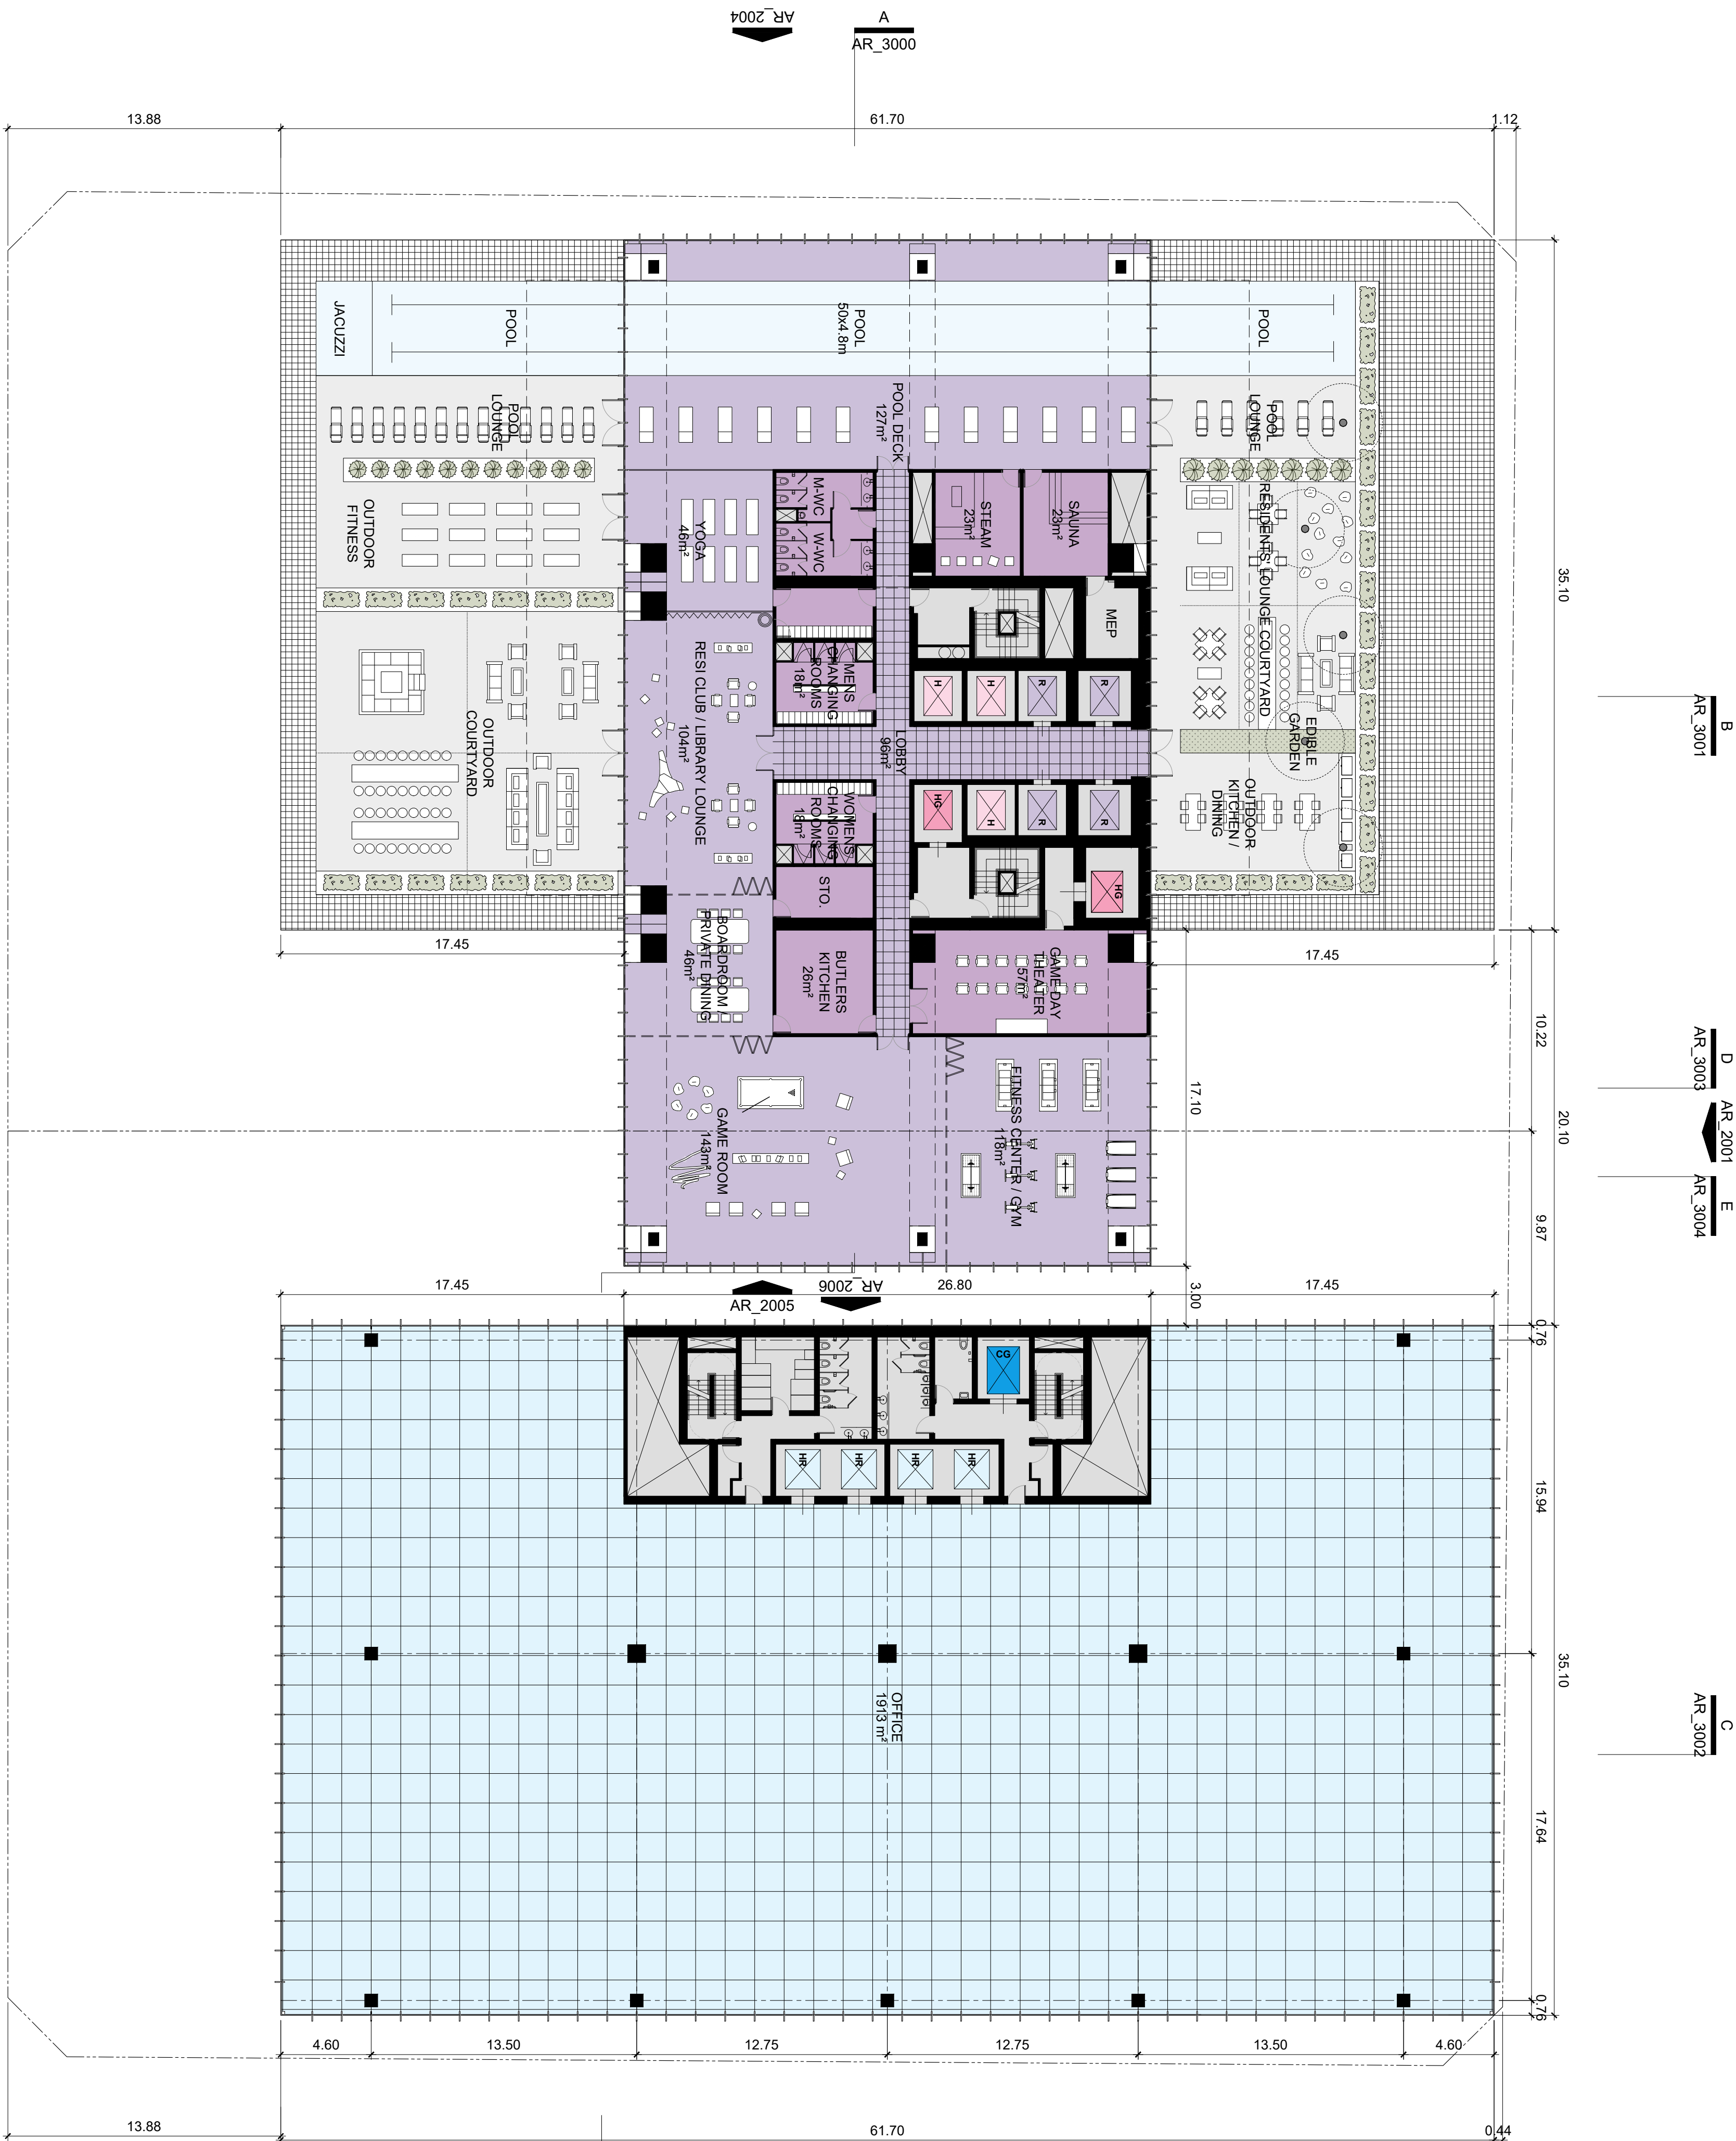 AR_2004
A
AR_3000
13.88
61.70
1.12
JACUZZI
POOL
POOL
50x4.8m
POOL
POOL
LOUNGE
POOL DECK
127m²
POOL
LOUNGE
OUTDOOR
FITNESS
YOGA
46m²
M-WC
W-WC
STEAM
23m²
SAUNA
23m²
RESIDENTS' LOUNGE COURTYARD
35.10
MEP
MENS
CHANGING
ROOMS
18m²
RESI CLUB / LIBRARY LOUNGE
104m²
H
H
R
R
OUTDOOR
COURTYARD
LOBBY
96m²
EDIBLE
GARDEN
B
AR_3001
WOMENS
CHANGING
ROOMS
18m²
HG
H
R
R
OUTDOOR
KITCHEN /
DINING
STO.
HG
17.45
BOARDROOM /
PRIVATE DINING
46m²
BUTLERS
KITCHEN
26m²
GAME DAY
THEATER
57m²
17.45
10.22
D
AR_3003
17.10
GAME ROOM
143m²
FITNESS CENTER / GYM
118m²
20.10
AR_2001
E
AR_3004
9.87
17.45
AR_2005
AR_2006
26.80
3.00
17.45
0.76
CG
HR
HR
HR
HR
15.94
OFFICE
1913 m²
35.10
C
AR_3002
17.64
0.76
4.60
13.50
12.75
12.75
13.50
4.60
13.88
61.70
0.44